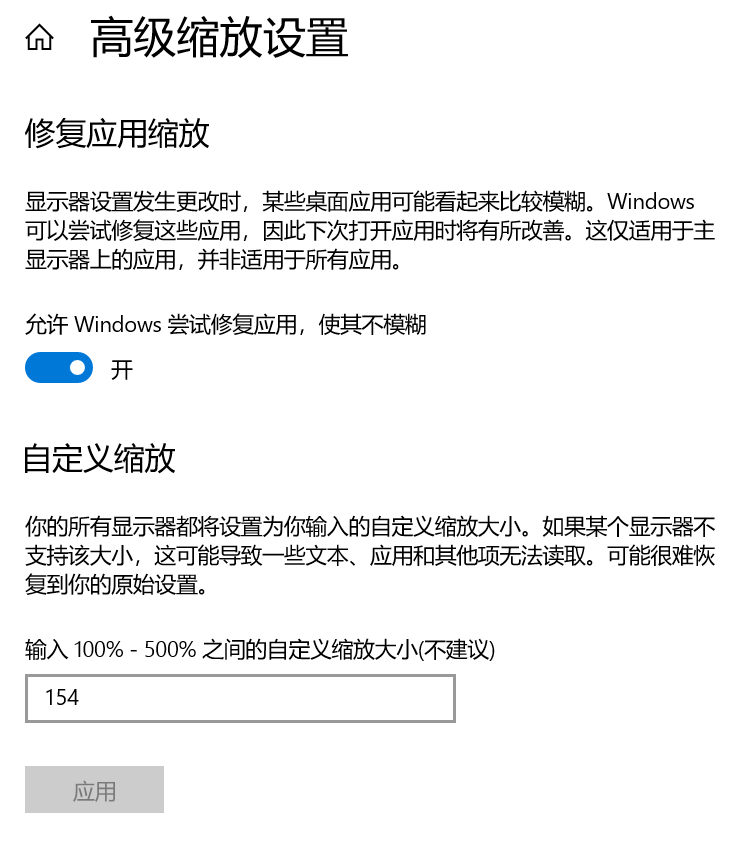 高级缩放设置
修复应用缩放
显示器设置发生更改时，某些桌面应用可能看起来比较模糊。Windows
可以尝试修复这些应用，因此下次打开应用时将有所改善。这仅适用于主
显示器上的应用，并非适用于所有应用。
允许 Windows 尝试修复应用，使其不模糊
开
自定义缩放
你的所有显示器都将设置为你输入的自定义缩放大小。如果某个显示器不
支持该大小，这可能导致一些文本、应用和其他项无法读取。可能很难恢
复到你的原始设置。
输入 100% - 500% 之间的自定义缩放大小(不建议)
154
应用